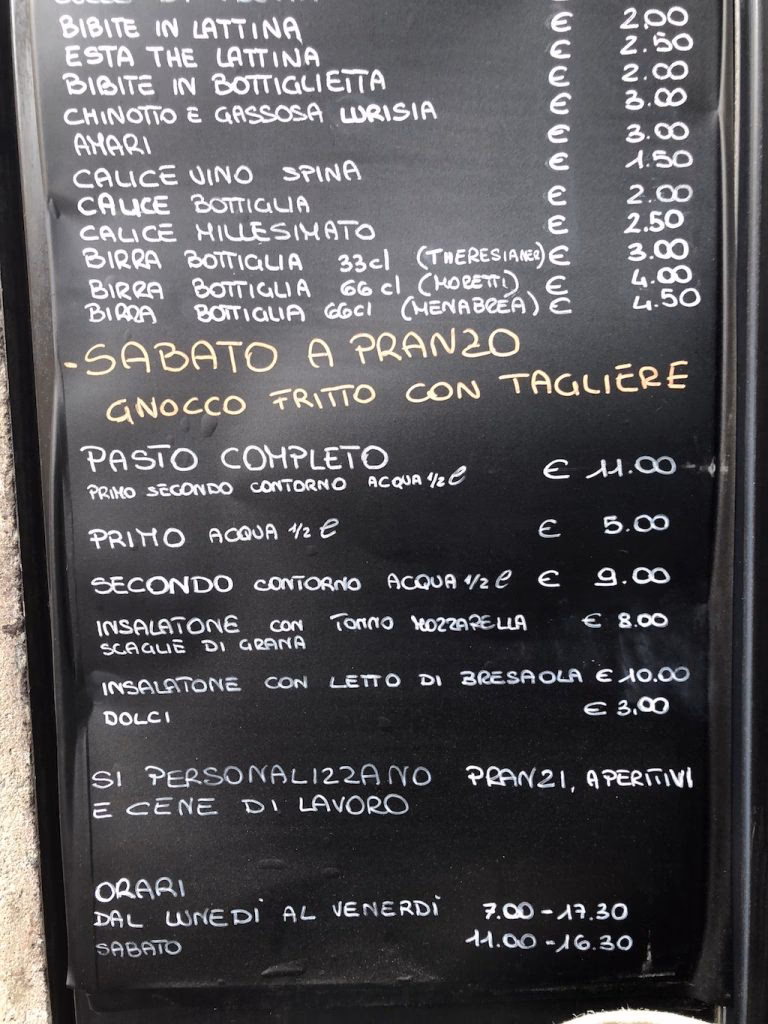 BIBITE IN LATTINA € 2.00
ESTA THE LATTINA € 2.50
BIBITE IN BOTTIGLIETTA € 2.00
CHINOTTO E GASSOSA LURISIA € 3.00
AMARI € 3.00
CALICE VINO SPINA € 1.50
CALICE BOTTIGLIA € 2.00
CALICE MILLESIMATO € 2.50
BIRRA BOTTIGLIA 33cl (THERESIANER) € 3.00
BIRRA BOTTIGLIA 66 cl (MORETTI) € 4.00
BIRRA BOTTIGLIA 66cl (MENABREA) € 4.50
-SABATO A PRANZO
GNOCCO FRITTO CON TAGLIERE
PASTO COMPLETO € 11.00
PRIMO SECONDO CONTORNO ACQUA 1/2 l
PRIMO ACQUA 1/2 l € 5.00
SECONDO CONTORNO ACQUA 1/2 l € 9.00
INSALATONE CON TONNO MOZZARELLA € 8.00
SCAGLIE DI GRANA
INSALATONE CON LETTO DI BRESAOLA € 10.00
DOLCI € 3,00
SI PERSONALIZZANO PRANZI, APERITIVI
E CENE DI LAVORO
ORARI
DAL LUNEDÌ AL VENERDÌ 7.00-17.30
SABATO 11.00-16.30